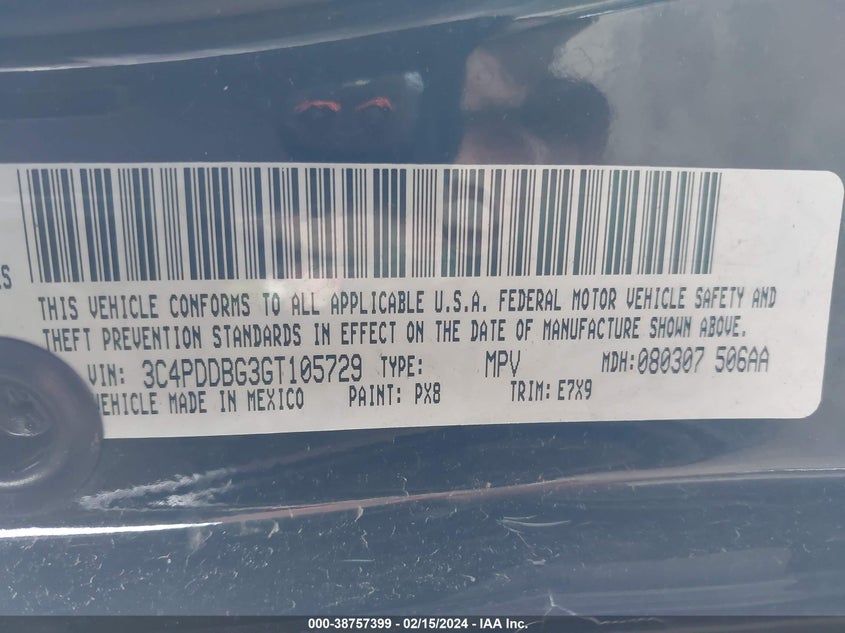 THIS VEHICLE CONFORMS TO ALL APPLICABLE U.S.A. FEDERAL MOTOR VEHICLE SAFETY AND
THEFT PREVENTION STANDARDS IN EFFECT ON THE DATE OF MANUFACTURE SHOWN ABOVE.
VIN: 3C4PDDBG3GT105729 TYPE: MPV MDH:080307 506AA
VEHICLE MADE IN MEXICO PAINT: PX8 TRIM: E7X9
000-38757399 - 02/15/2024 - IAA Inc.